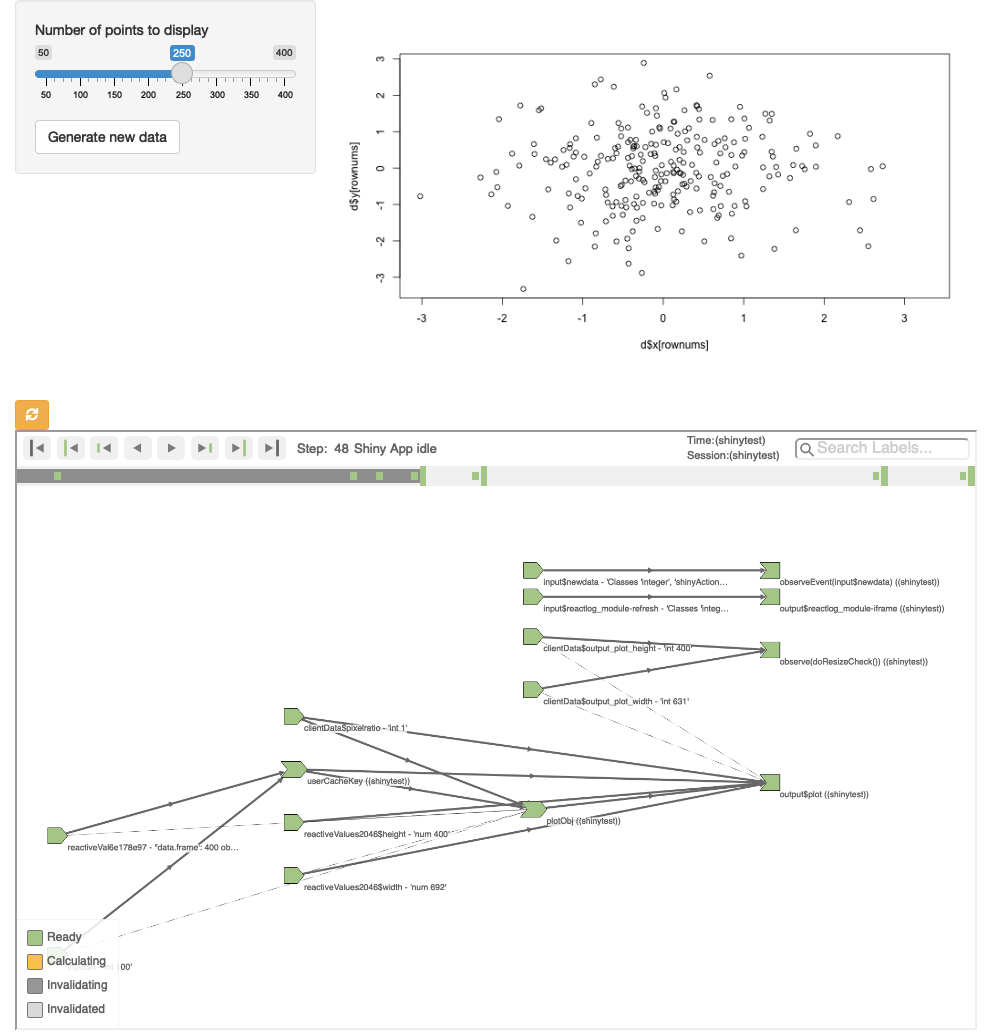 Number of points to display
50 250 400
50 100 150 200 250 300 350 400
Generate new data
3
2
1
0
-1
-2
-3
d$y[rownums]
-3 -2 -1 0 1 2 3
d$x[rownums]
Step: 48 Shiny App idle
Time:(shinytest)
Session:(shinytest)
Search Labels...
input$newdata - 'Classes 'integer', 'shinyAction...
observeEvent(input$newdata) ((shinytest))
input$reactlog_module-refresh - 'Classes 'integ...
output$reactlog_module-iframe ((shinytest))
clientData$output_plot_height - 'int 400'
observe(doResizeCheck()) ((shinytest))
clientData$output_plot_width - 'int 631'
clientData$pixelratio - 'int 1'
userCacheKey ((shinytest))
output$plot ((shinytest))
plotObj ((shinytest))
reactiveValues2046$height - 'num 400'
reactiveVal6e178e97 - ''data.frame': 400 ob...
reactiveValues2046$width - 'num 692'
Ready
Calculating
00'
Invalidating
Invalidated